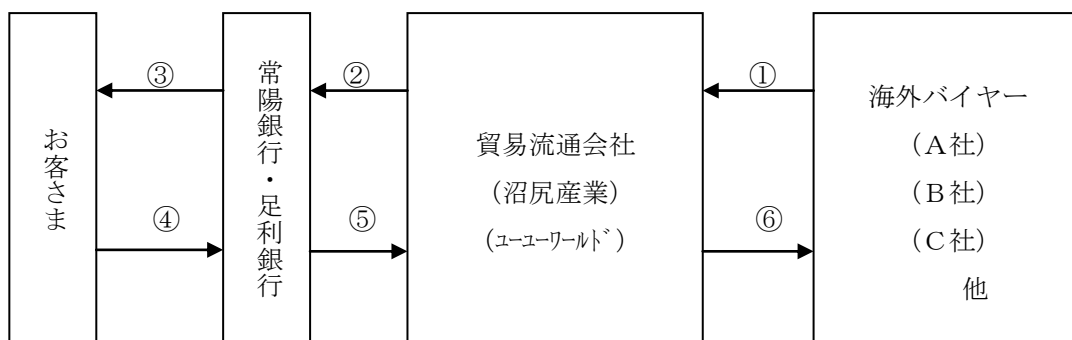 お客さま
③
④
常陽銀行・足利銀行
②
⑤
貿易流通会社
（沼尻産業）
（ﾕｰﾕｰﾜｰﾙﾄﾞ）
①
⑥
海外バイヤー
（Ａ社）
（Ｂ社）
（Ｃ社）
他